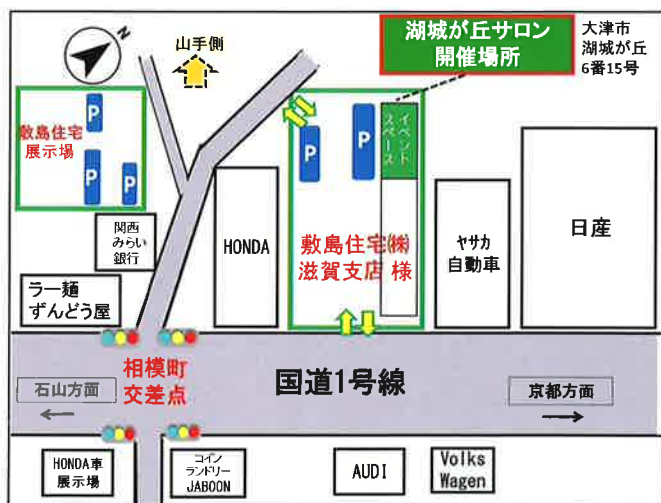 N
山手側
湖城が丘サロン
開催場所
大津市
湖城が丘
6番15号
P
P
P
敷島住宅
展示場
P
P
イベント
スペース
関西
みらい
銀行
HONDA
敷島住宅㈱
滋賀支店 様
ヤサカ
自動車
日産
ラー麺
ずんどう屋
相模町
交差点
国道1号線
石山方面
←
京都方面
→
HONDA車
展示場
コイン
ランドリー
JABOON
AUDI
Volks
Wagen